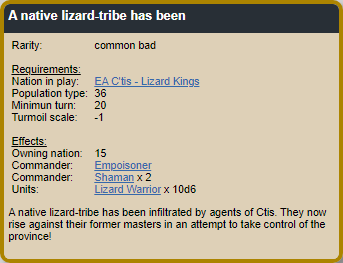 A native lizard-tribe has been
Rarity: common bad
Requirements:
Nation in play: EA C'tis - Lizard Kings
Population type: 36
Minimun turn: 20
Turmoil scale: -1
Effects:
Owning nation: 15
Commander: Empoisoner
Commander: Shaman x 2
Units: Lizard Warrior x 10d6
A native lizard-tribe has been infiltrated by agents of Ctis. They now
rise against their former masters in an attempt to take control of the
province!